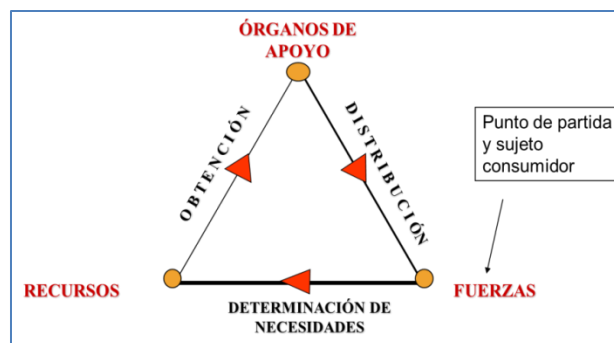 ÓRGANOS DE
APOYO
OBTENCIÓN
DISTRIBUCIÓN
Punto de partida
y sujeto
consumidor
RECURSOS
FUERZAS
DETERMINACIÓN DE
NECESIDADES